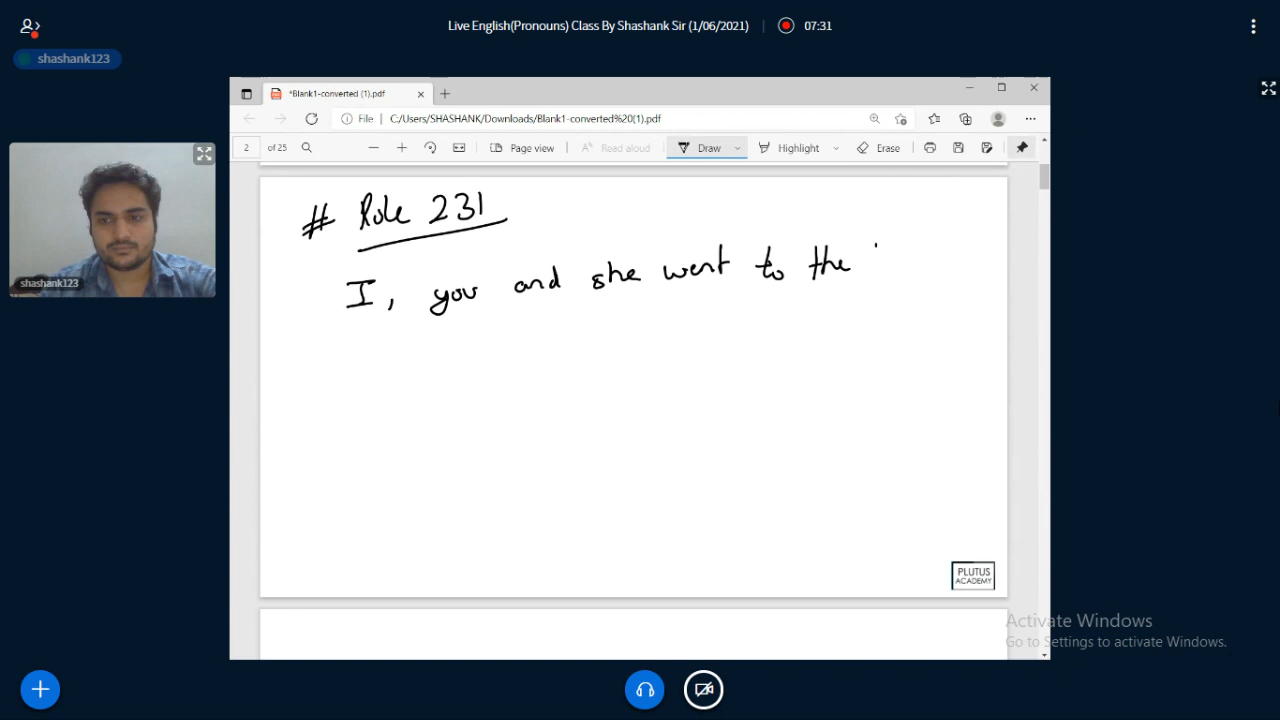 Live English(Pronouns) Class By Shashank Sir (1/06/2021)
07:31
shashank123
*Blank1-converted (1).pdf
File
C:/Users/SHASHANK/Downloads/Blank1-converted%20(1).pdf
2 of 25
Page view
Read aloud
Draw
Highlight
Erase
shashank123
# Rule 231
I, you and she went to the
PLUTUS
ACADEMY
Activate Windows
Go to Settings to activate Windows.